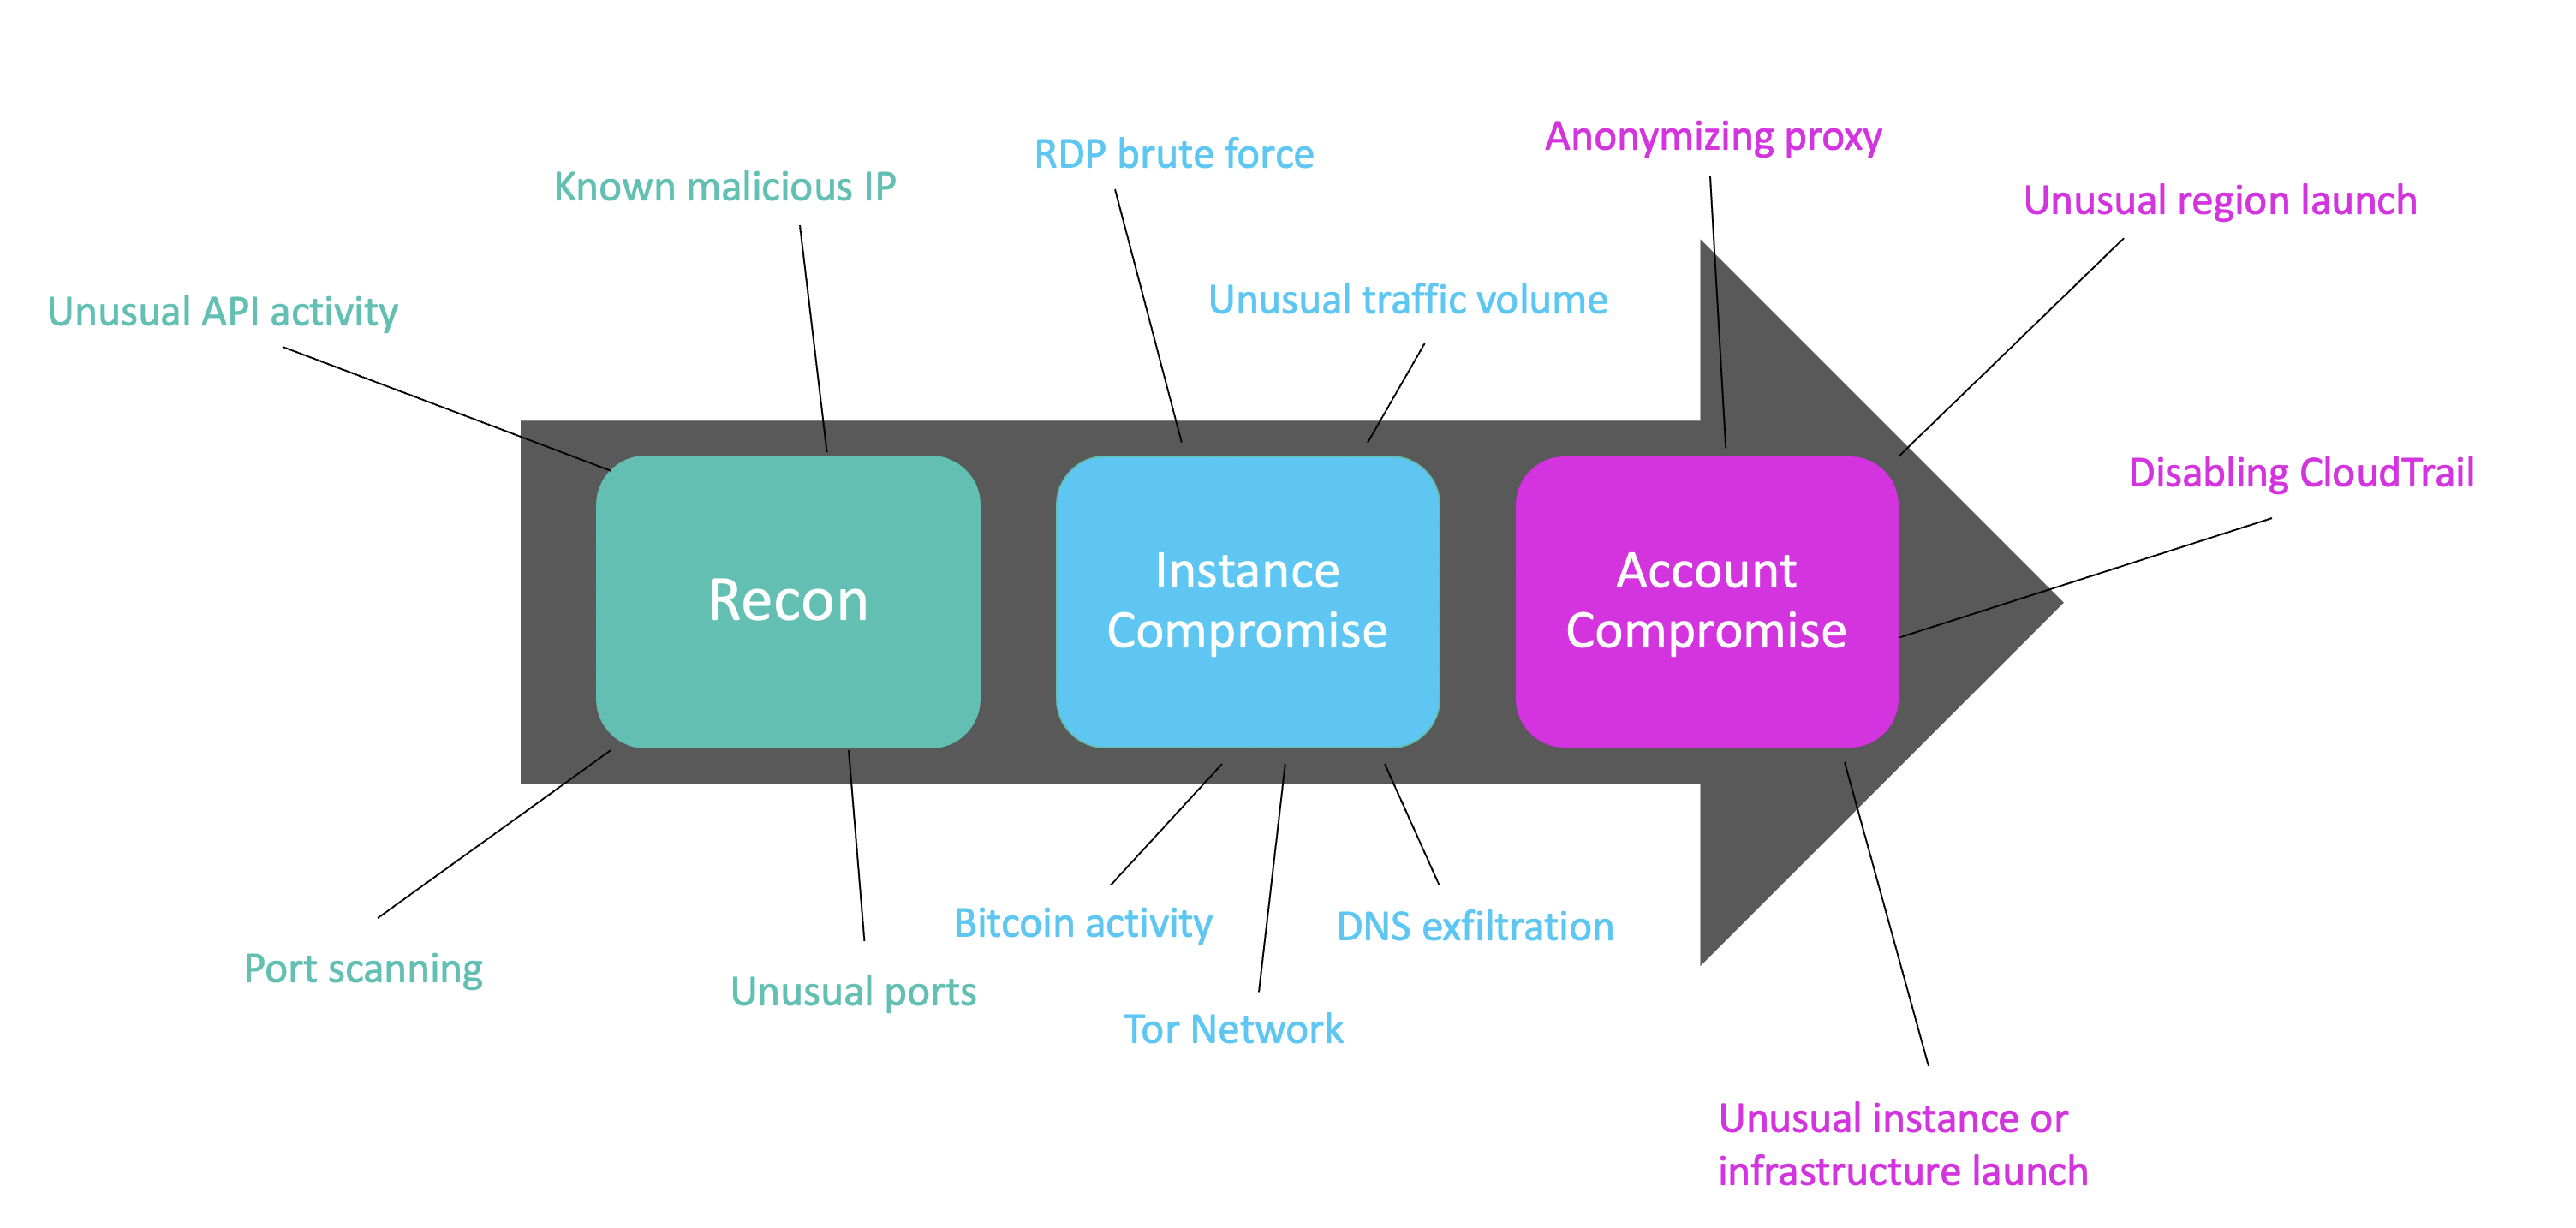 Anonymizing proxy
RDP brute force
Known malicious IP
Unusual region launch
Unusual traffic volume
Unusual API activity
Disabling CloudTrail
Recon
Instance
Compromise
Account
Compromise
Bitcoin activity
DNS exfiltration
Port scanning
Unusual ports
Tor Network
Unusual instance or
infrastructure launch